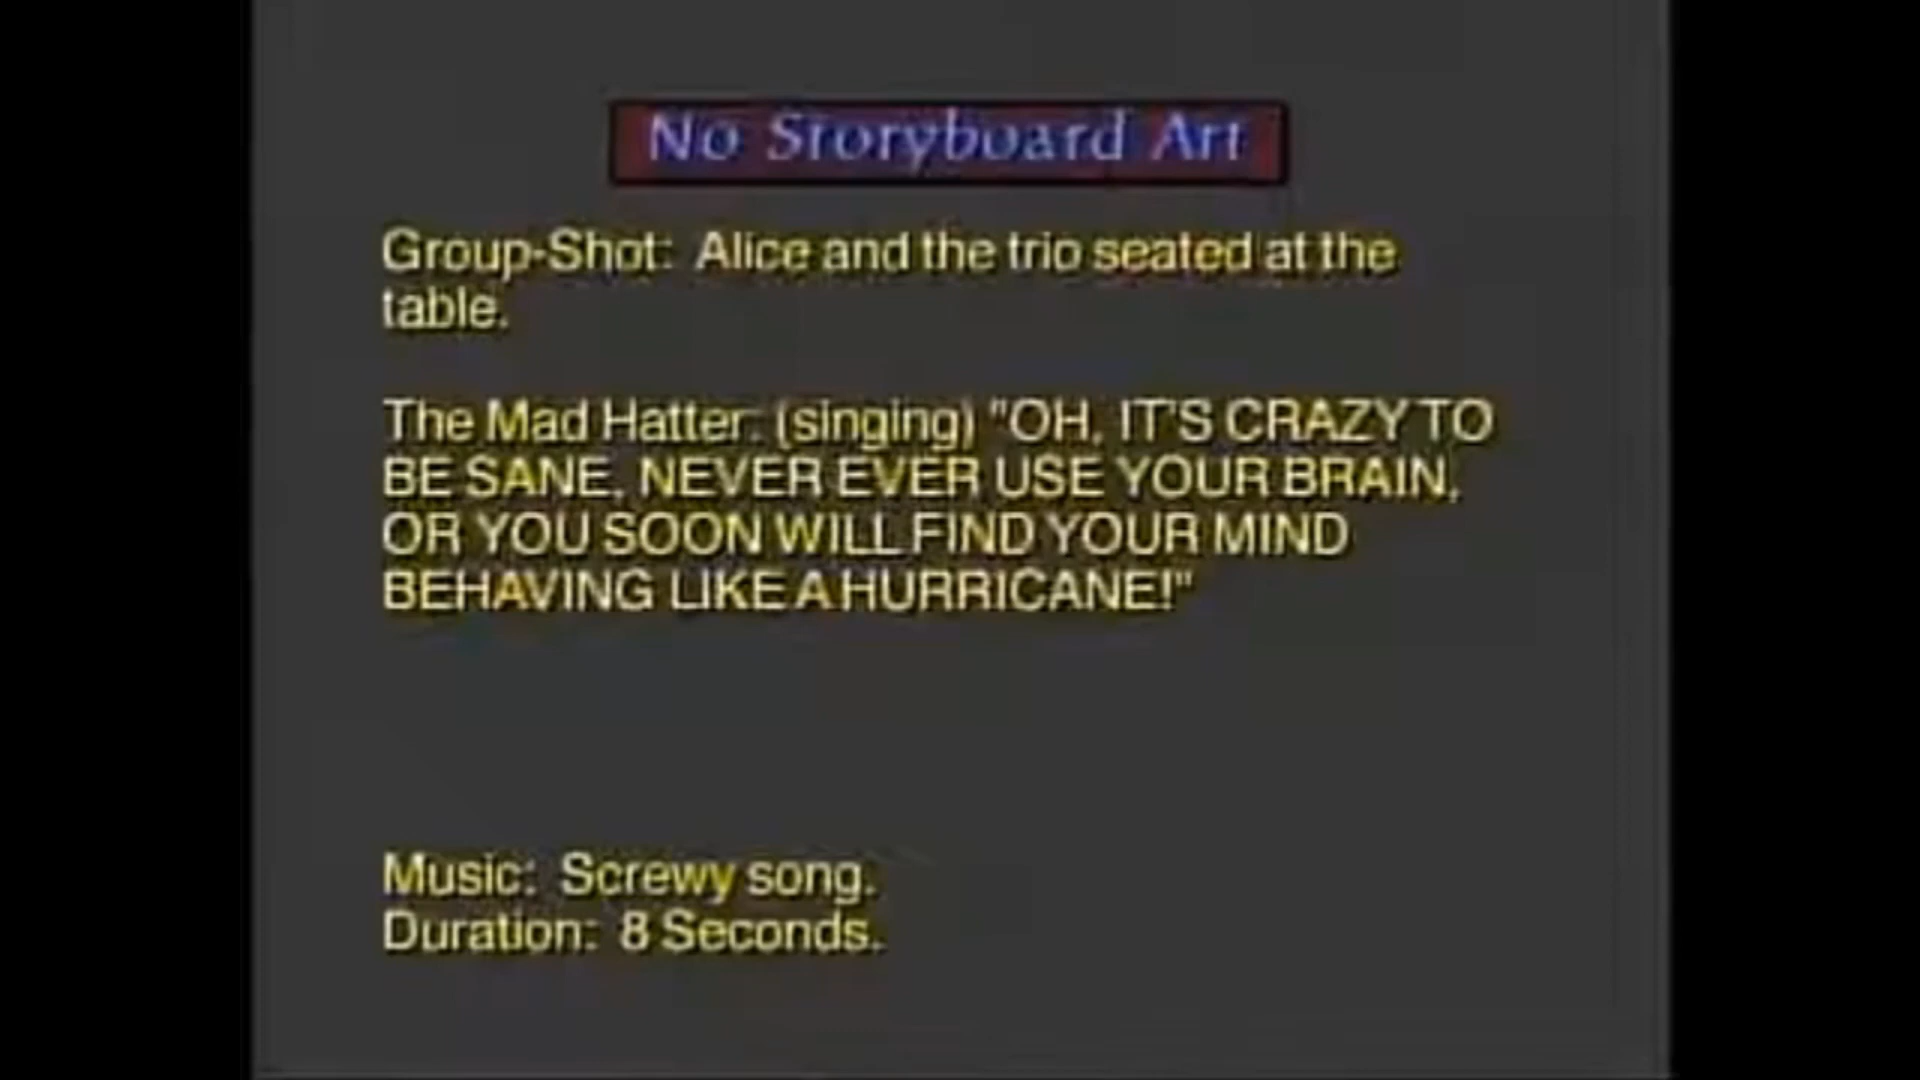 No Storyboard Art
Group-Shot: Alice and the trio seated at the
table.
The Mad Hatter: (singing) "OH, IT'S CRAZY TO
BE SANE, NEVER EVER USE YOUR BRAIN,
OR YOU SOON WILL FIND YOUR MIND
BEHAVING LIKE A HURRICANE!"
Music: Screwy song.
Duration: 8 Seconds.